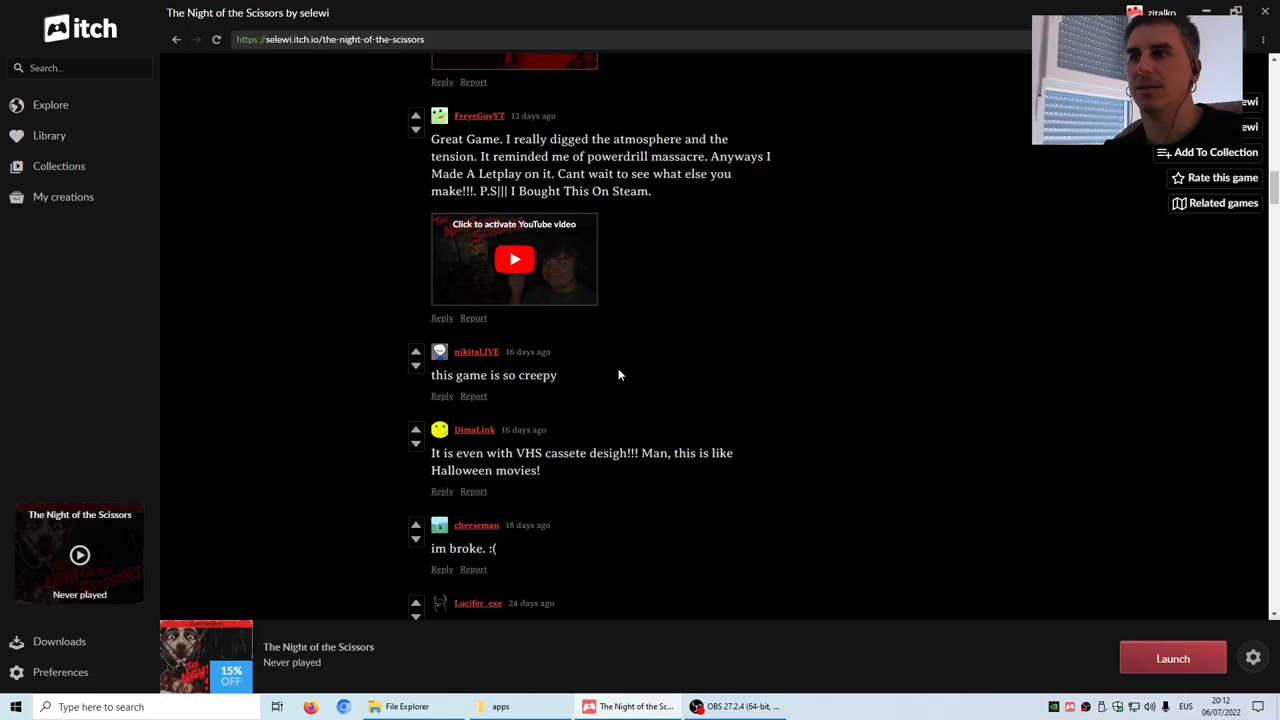 The Night of the Scissors by selewi
itch
https://selewi.itch.io/the-night-of-the-scissors
Search...
Explore
Library
Collections
My creations
Add To Collection
Rate this game
Related games
Reply Report
FreyeGuyYT 13 days ago
Great Game. I really digged the atmosphere and the
tension. It reminded me of powerdrill massacre. Anyways I
Made A Letplay on it. Cant wait to see what else you
make!!!. P.S||| I Bought This On Steam.
Click to activate YouTube video
Reply Report
nikitaLIVE 16 days ago
this game is so creepy
Reply Report
DimaLink 16 days ago
It is even with VHS cassete desigh!!! Man, this is like
Halloween movies!
Reply Report
cheeseman 18 days ago
im broke. :(
Reply Report
Lucifer_exe 24 days ago
The Night of the Scissors
Never played
Downloads
Preferences
15%
OFF
The Night of the Scissors
Never played
Launch
Type here to search
File Explorer
apps
The Night of the Sc...
OBS 27.2.4 (64-bit, ...
EUS
20:12
06/07/2022